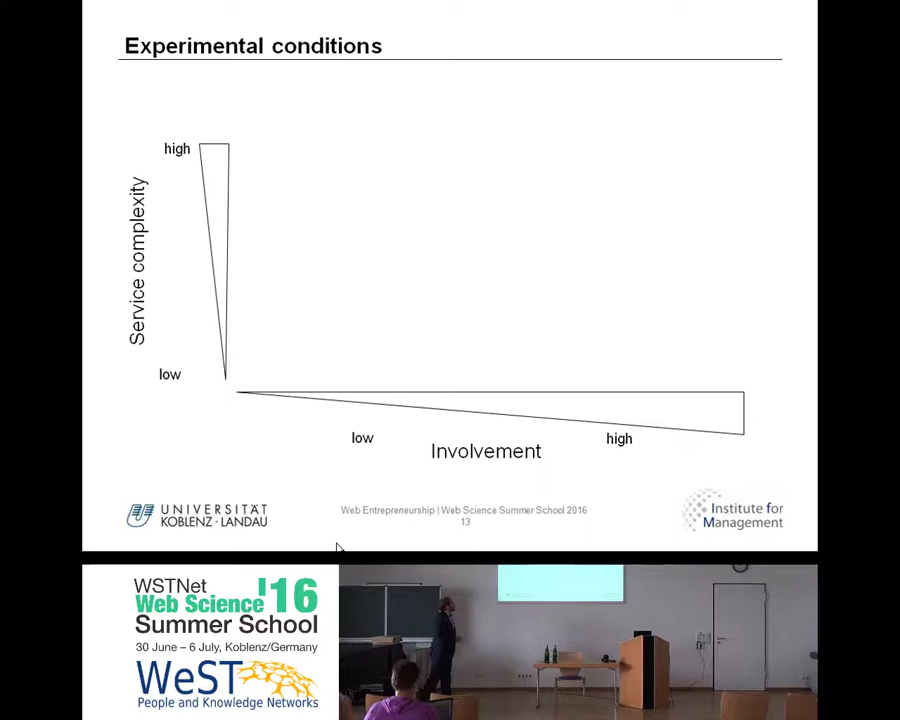 Experimental conditions
high
Service complexity
low
low
high
Involvement
UNIVERSITÄT
KOBLENZ · LANDAU
Web Entrepreneurship | Web Science Summer School 2016
13
Institute for
Management
WSTNet
Web Science '16
Summer School
30 June – 6 July, Koblenz/Germany
WeST
People and Knowledge Networks